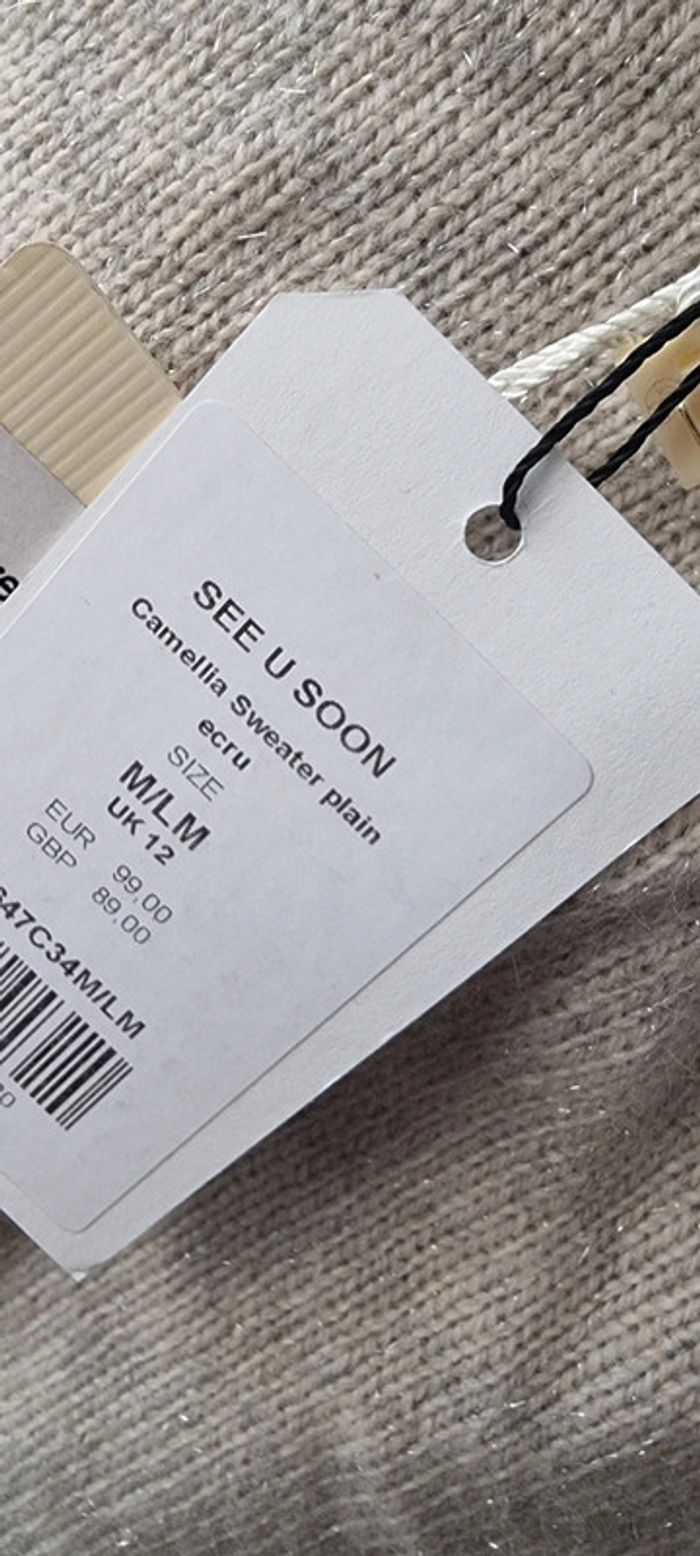 SEE U SOON
Camellia Sweater plain
ecru
SIZE
M/LM
UK 12
EUR 99,00
GBP 89,00
47C34M/LM